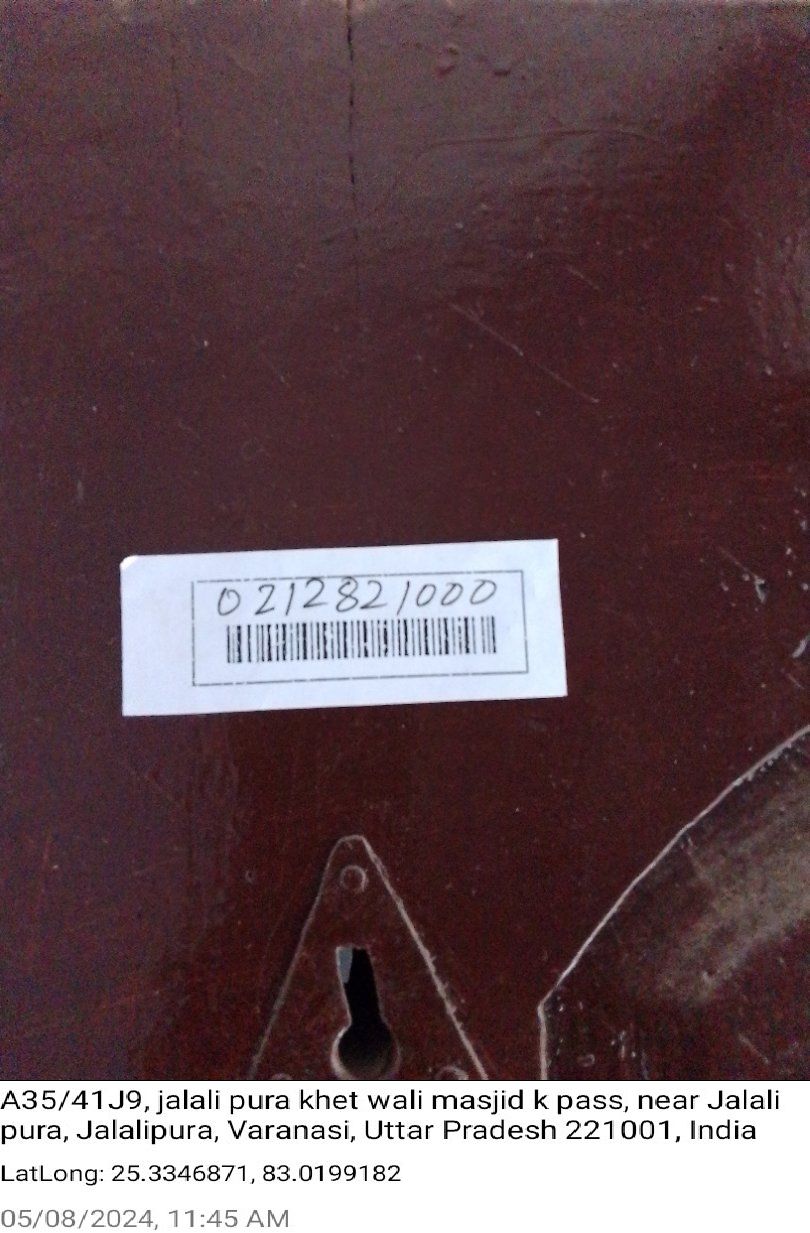 0212821000
A35/41J9, jalali pura khet wali masjid k pass, near Jalali
pura, Jalalipura, Varanasi, Uttar Pradesh 221001, India
LatLong: 25.3346871, 83.0199182
05/08/2024, 11:45 AM